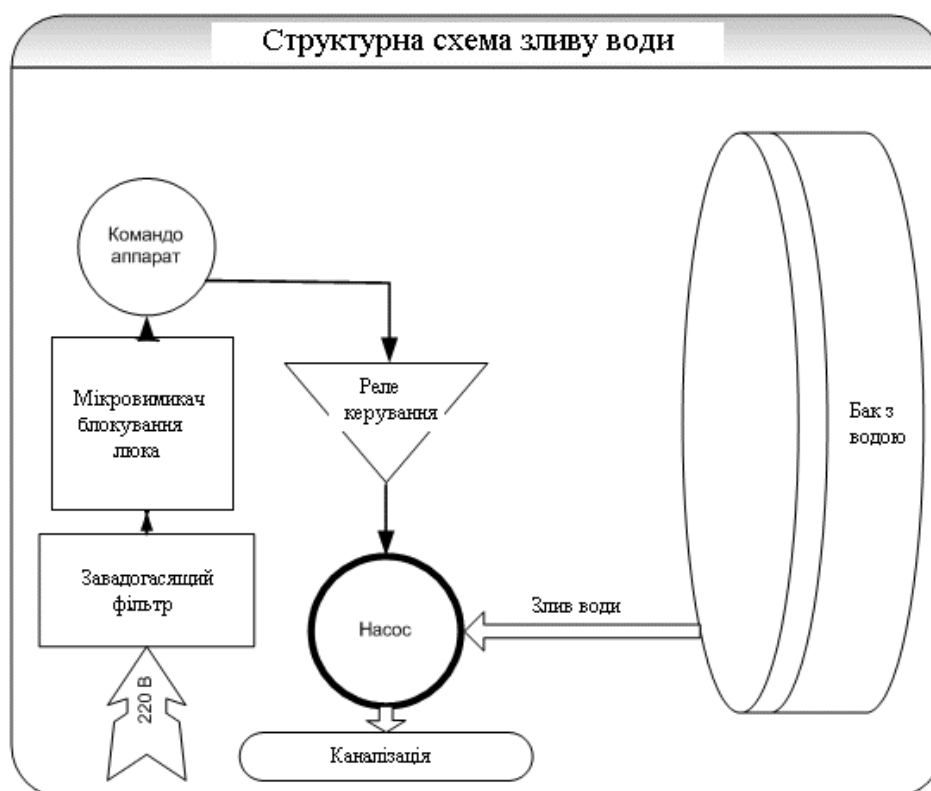 Структурна схема зливу води
Командо
аппарат
Мікровимикач
блокування
люка
Завадогасящий
фільтр
220 В
Реле
керування
Насос
Злив води
Каналізація
Бак з
водою